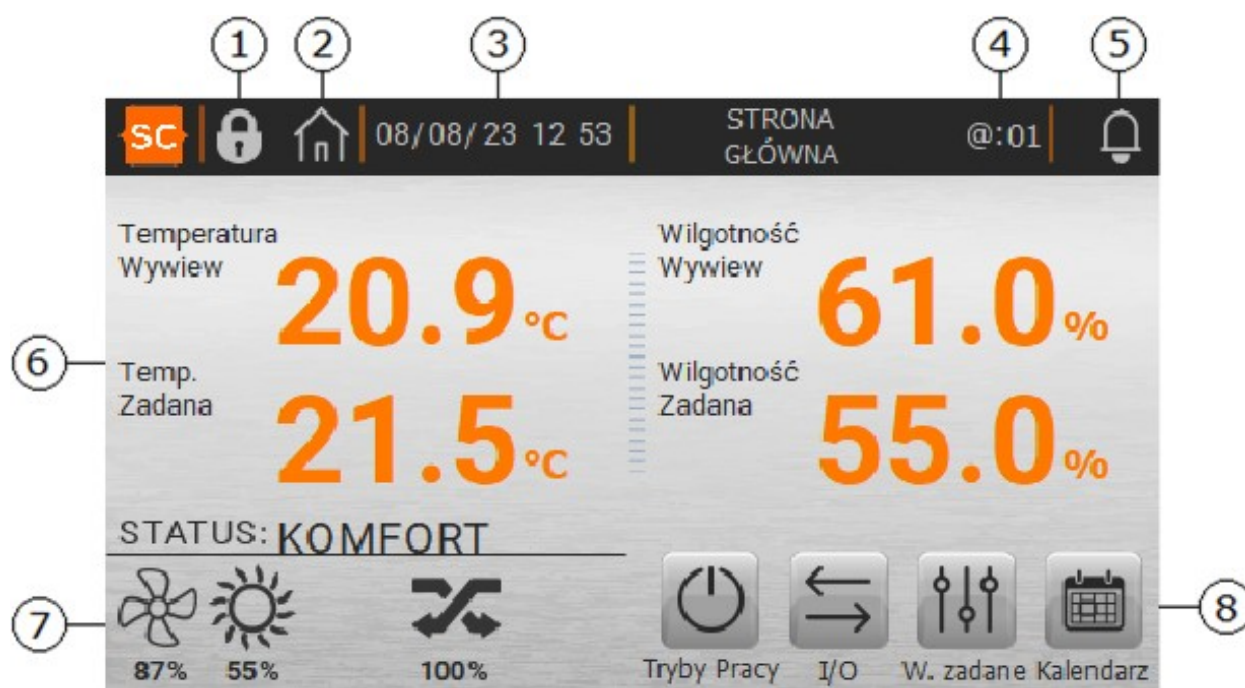 1 2 3 4 5
SC 08/08/23 12 53 STRONA GŁÓWNA @:01
Temperatura Wywiew 20.9 °C
Wilgotność Wywiew 61.0 %
6
Temp. Zadana 21.5 °C
Wilgotność Zadana 55.0 %
STATUS: KOMFORT
7
87% 55% 100%
Tryby Pracy I/O W. zadane Kalendarz
8